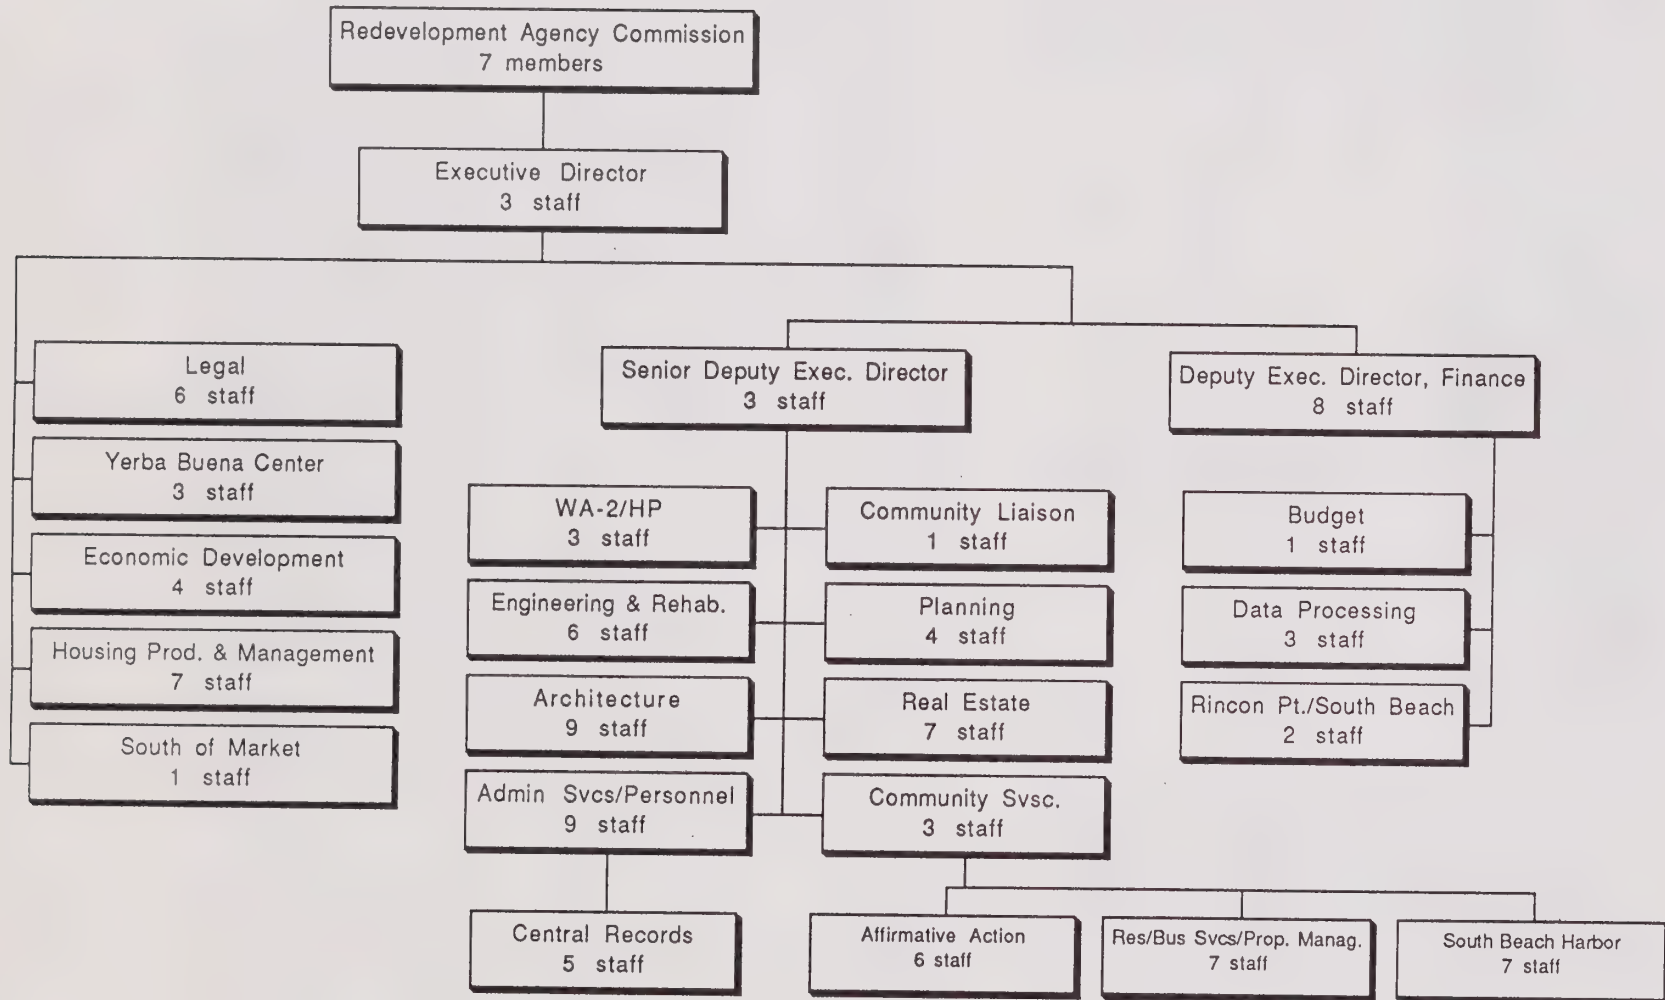 Redevelopment Agency Commission
7 members
Executive Director
3 staff
Legal
6 staff
Yerba Buena Center
3 staff
Economic Development
4 staff
Housing Prod. & Management
7 staff
South of Market
1 staff
Senior Deputy Exec. Director
3 staff
WA-2/HP
3 staff
Community Liaison
1 staff
Engineering & Rehab.
6 staff
Planning
4 staff
Architecture
9 staff
Real Estate
7 staff
Admin Svcs/Personnel
9 staff
Community Svsc.
3 staff
Central Records
5 staff
Affirmative Action
6 staff
Res/Bus Svcs/Prop. Manag.
7 staff
South Beach Harbor
7 staff
Deputy Exec. Director, Finance
8 staff
Budget
1 staff
Data Processing
3 staff
Rincon Pt./South Beach
2 staff